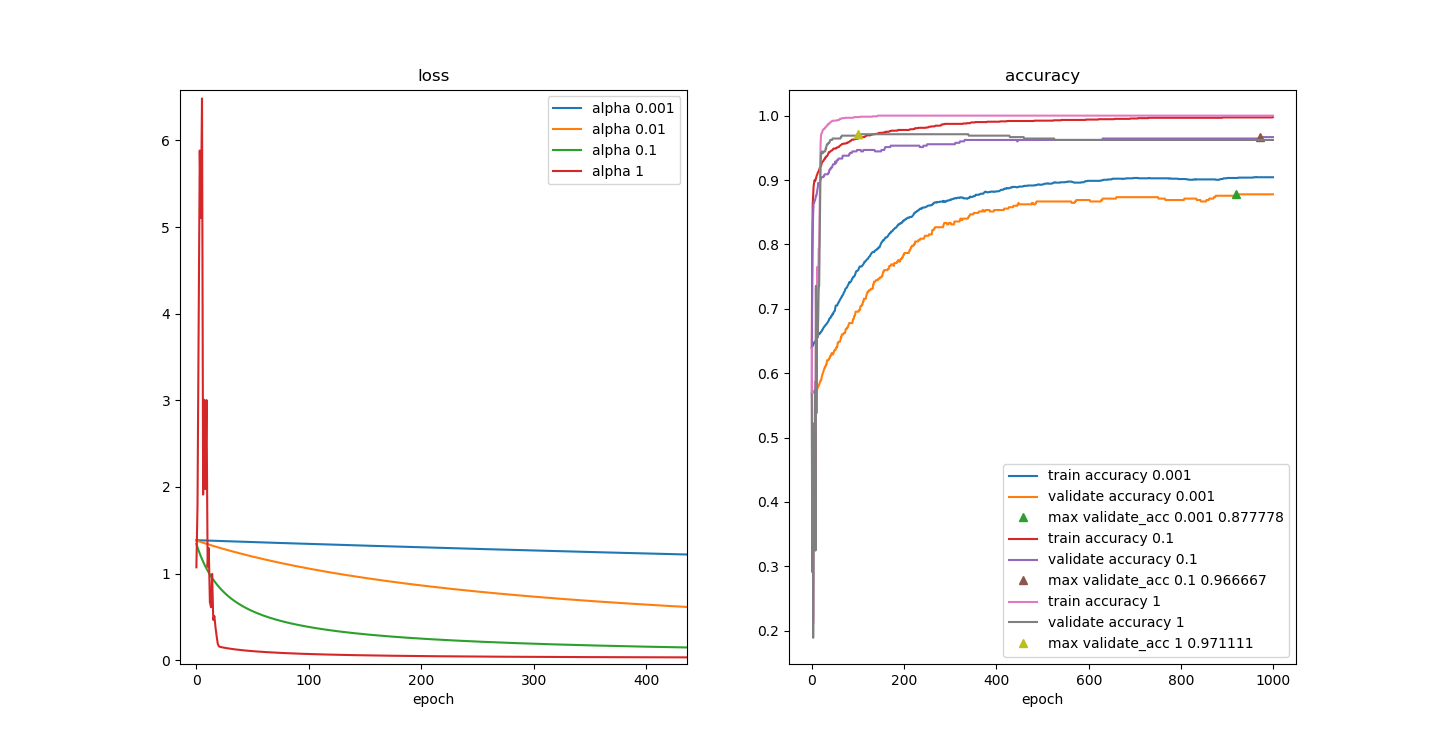 loss
6
5
4
3
2
1
0
0 100 200 300 400
epoch
alpha 0.001
alpha 0.01
alpha 0.1
alpha 1
accuracy
1.0
0.9
0.8
0.7
0.6
0.5
0.4
0.3
0.2
0 200 400 600 800 1000
epoch
train accuracy 0.001
validate accuracy 0.001
max validate_acc 0.001 0.877778
train accuracy 0.1
validate accuracy 0.1
max validate_acc 0.1 0.966667
train accuracy 1
validate accuracy 1
max validate_acc 1 0.971111